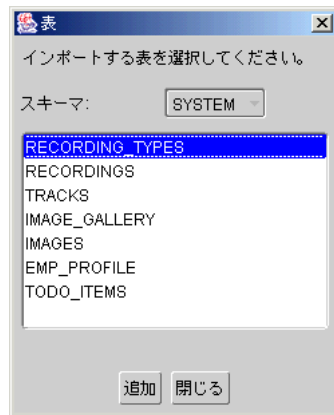 表
インポートする表を選択してください。
スキーマ: SYSTEM
RECORDING_TYPES
RECORDINGS
TRACKS
IMAGE_GALLERY
IMAGES
EMP_PROFILE
TODO_ITEMS
追加 閉じる